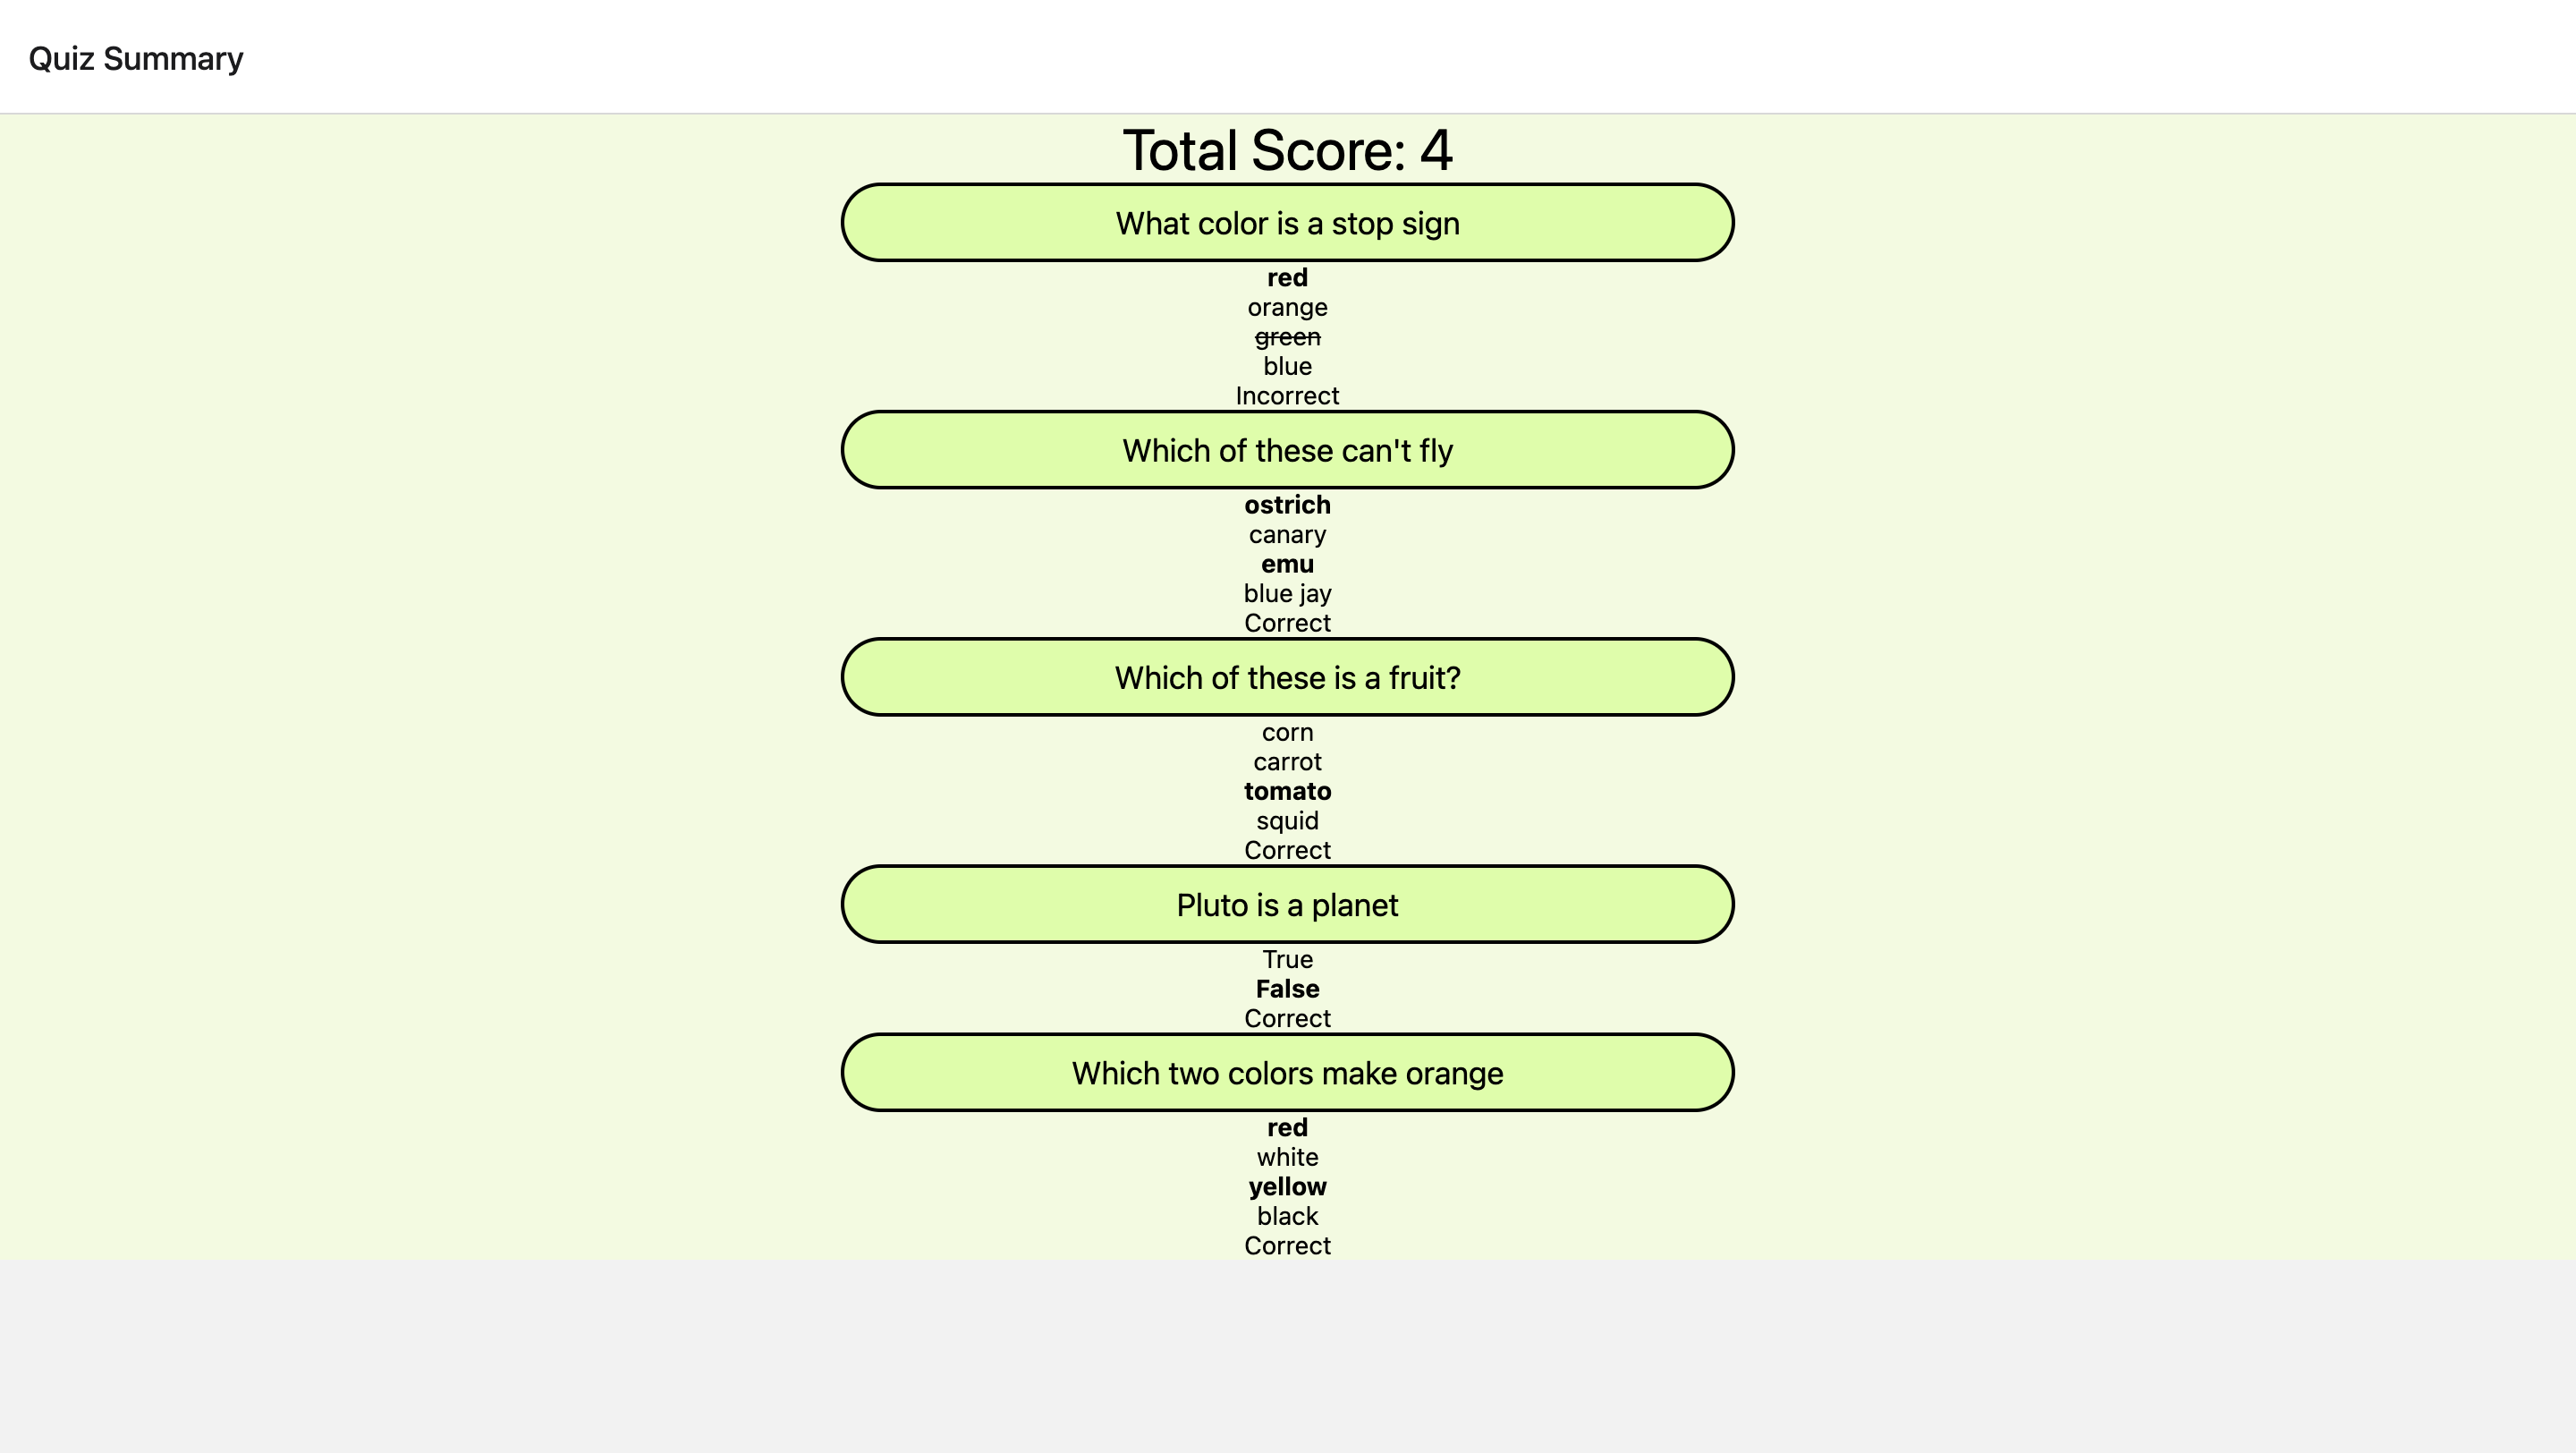 Quiz Summary
Total Score: 4
What color is a stop sign
red
orange
green
blue
Incorrect
Which of these can't fly
ostrich
canary
emu
blue jay
Correct
Which of these is a fruit?
corn
carrot
tomato
squid
Correct
Pluto is a planet
True
False
Correct
Which two colors make orange
red
white
yellow
black
Correct